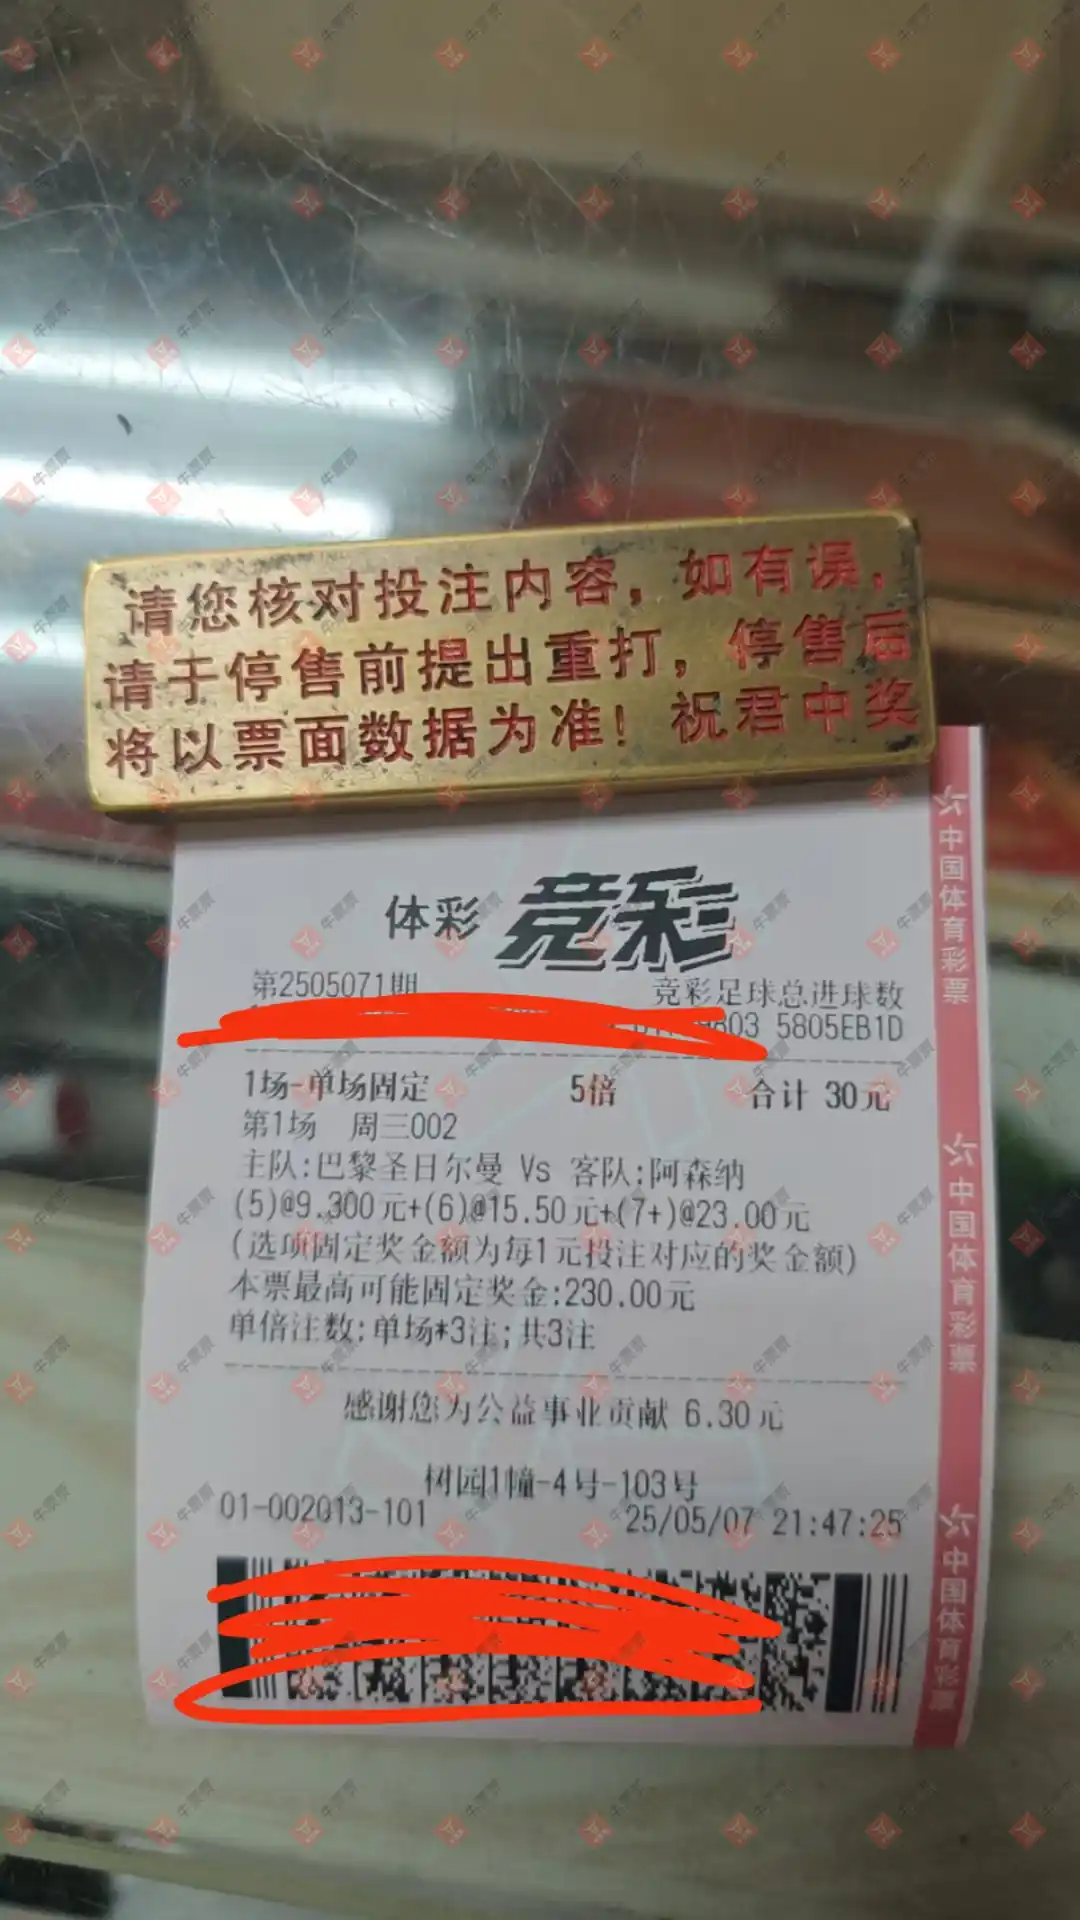 请您核对投注内容，如有误，
请于停售前提出重打，停售后
将以票面数据为准！祝君中奖
体彩 竞彩
第2505071期 竞彩足球总进球数
9803 5805EB1D
1场-单场固定 5倍 合计 30元
第1场 周三002
主队:巴黎圣日尔曼 Vs 客队:阿森纳
(5)@9.300元+(6)@15.50元+(7+)@23.00元
(选项固定奖金额为每1元投注对应的奖金额)
本票最高可能固定奖金:230.00元
单倍注数:单场*3注;共3注
感谢您为公益事业贡献 6.30元
树园1幢-4号-103号
01-002013-101 25/05/07 21:47:25
中国体育彩票
中国体育彩票
中国体育彩票
牛票票